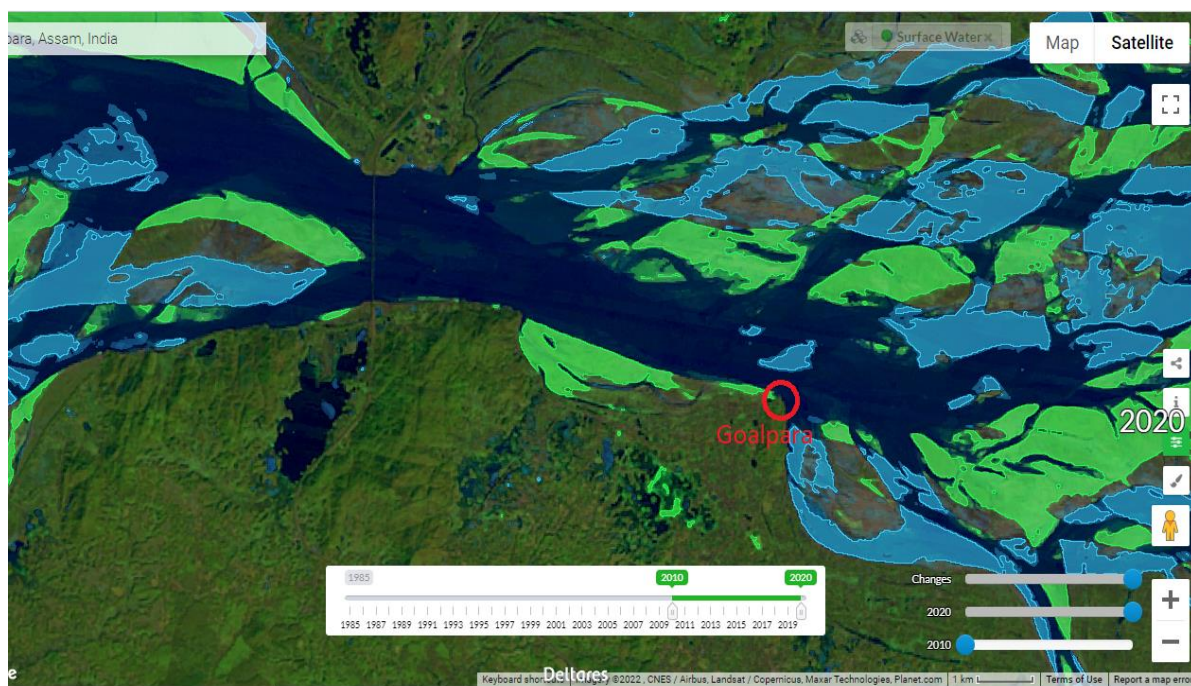 para, Assam, India
Surface Water ×
Map Satellite
2020
Goalpara
1985 2010 2020
1985 1987 1989 1991 1993 1995 1997 1999 2001 2003 2005 2007 2009 2011 2013 2015 2017 2019
Changes
2020
2010
Deltares
Keyboard ©2022 , CNES / Airbus, Landsat / Copernicus, Maxar Technologies, Planet.com 1 km Terms of Use Report a map error